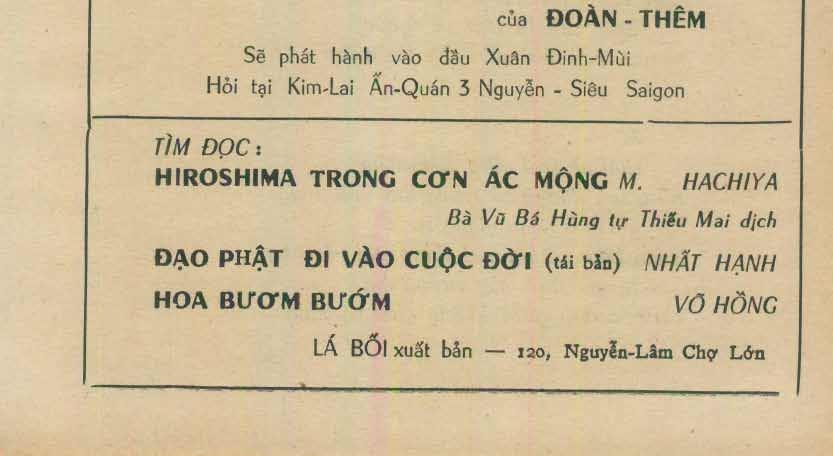 của ĐOÀN - THÊM
Sẽ phát hành vào đầu Xuân Đinh-Mùi
Hỏi tại Kim-Lai Ấn-Quán 3 Nguyễn - Siêu Saigon
TÌM ĐỌC :
HIROSHIMA TRONG CƠN ÁC MỘNG M. HACHIYA
Bà Vũ Bá Hùng tự Thiếu Mai dịch
ĐẠO PHẬT ĐI VÀO CUỘC ĐỜI (tái bản) NHẤT HẠNH
HOA BƯƠM BƯỚM VÕ HỒNG
LÁ BỐI xuất bản — 120, Nguyễn-Lâm Chợ Lớn